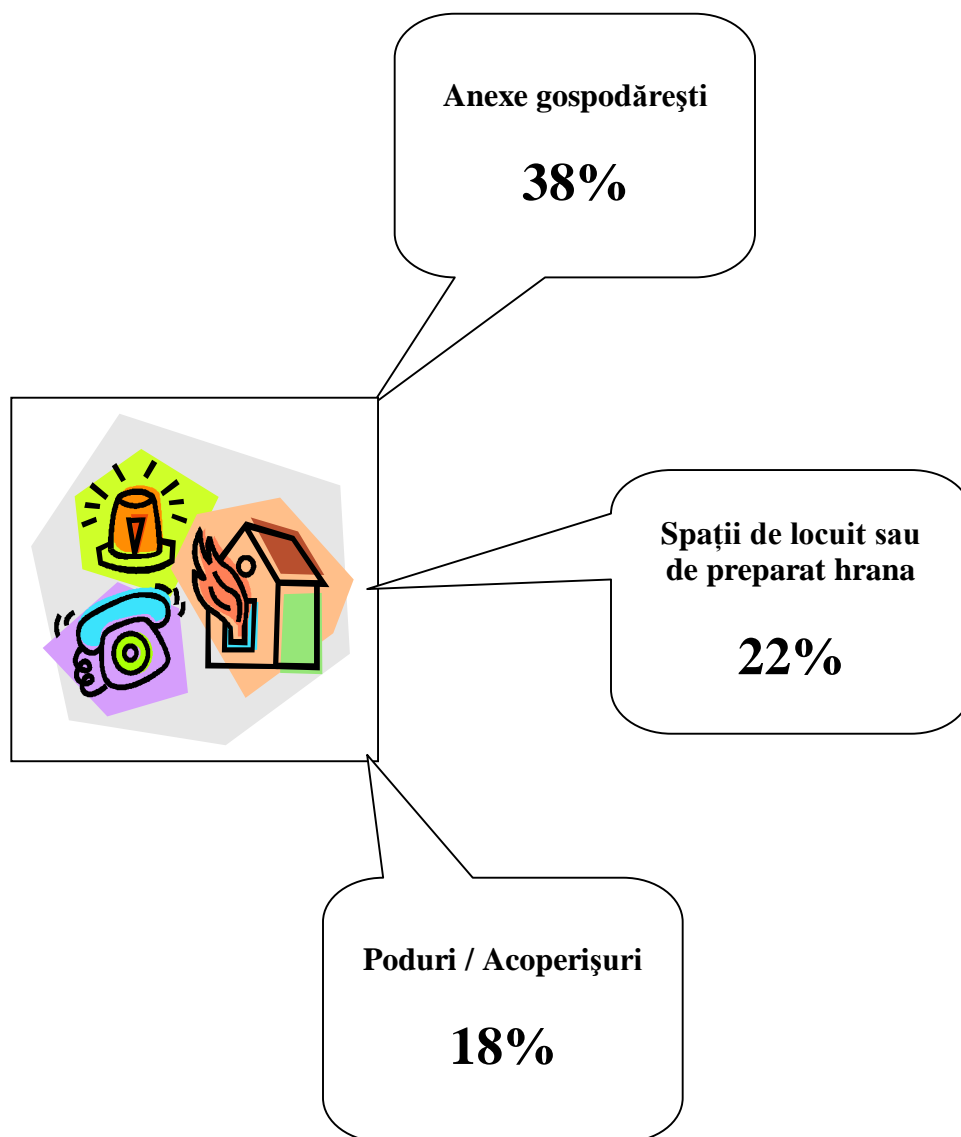 Anexe gospodăreşti
38%
Spații de locuit sau
de preparat hrana
22%
Poduri / Acoperişuri
18%